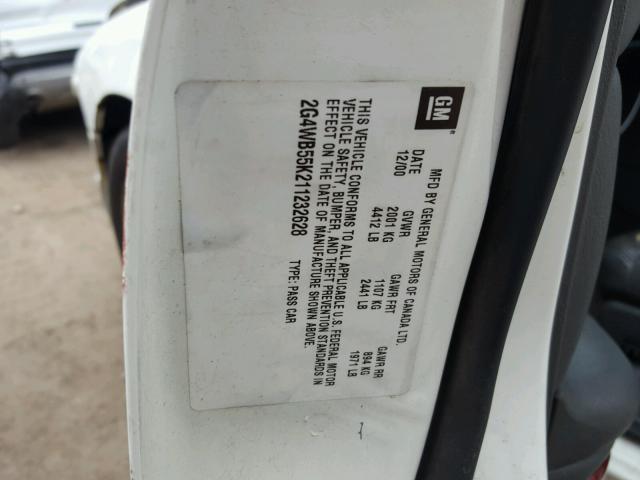 GM
MFD BY GENERAL MOTORS OF CANADA LTD.
DATE GVWR GAWR FRT GAWR RR
12/00 2001 KG 1107 KG 894 KG
4412 LB 2441 LB 1971 LB
THIS VEHICLE CONFORMS TO ALL APPLICABLE U.S. FEDERAL MOTOR
VEHICLE SAFETY, BUMPER, AND THEFT PREVENTION STANDARDS IN
EFFECT ON THE DATE OF MANUFACTURE SHOWN ABOVE.
2G4WB55K211232628 TYPE: PASS CAR